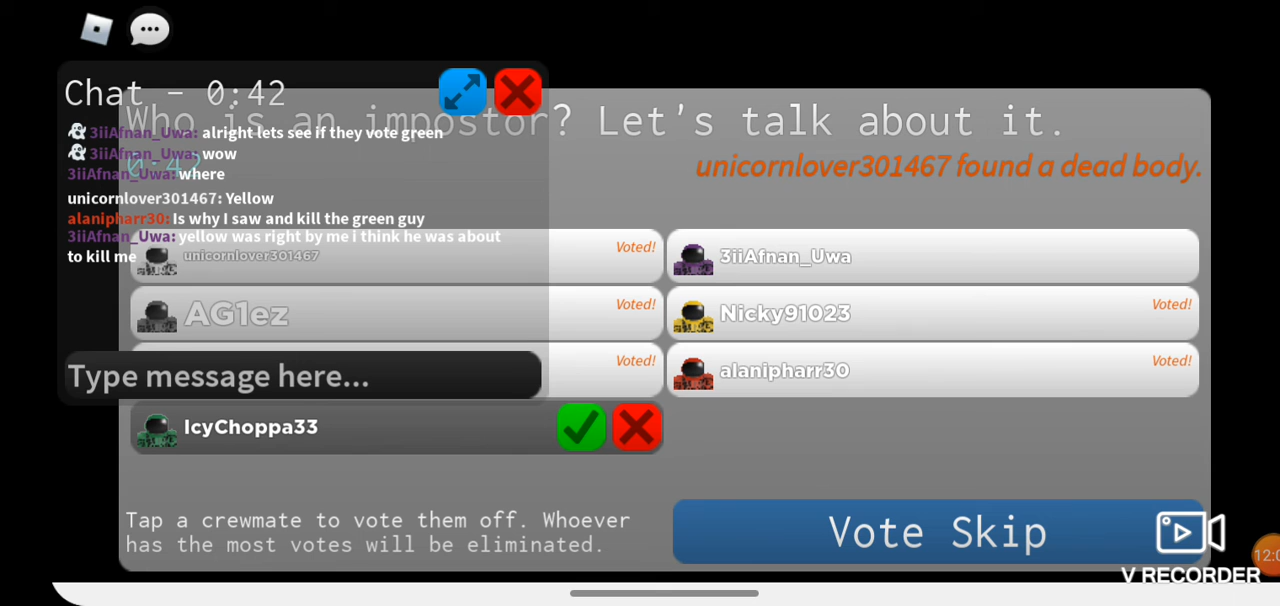 Chat - 0:42
Who is an impostor? Let's talk about it.
0:42
unicornlover301467 found a dead body.
3iiAfnan_Uwa: alright lets see if they vote green
3iiAfnan_Uwa: wow
3iiAfnan_Uwa: where
unicornlover301467: Yellow
alanipharr30: Is why I saw and kill the green guy
3iiAfnan_Uwa: yellow was right by me i think he was about
to kill me
unicornlover301467
Voted!
3iiAfnan_Uwa
AG1ez
Voted!
Nicky91023
Voted!
Type message here...
Voted!
alanipharr30
Voted!
IcyChoppa33
Tap a crewmate to vote them off. Whoever
has the most votes will be eliminated.
Vote Skip
V RECORDER
12:0